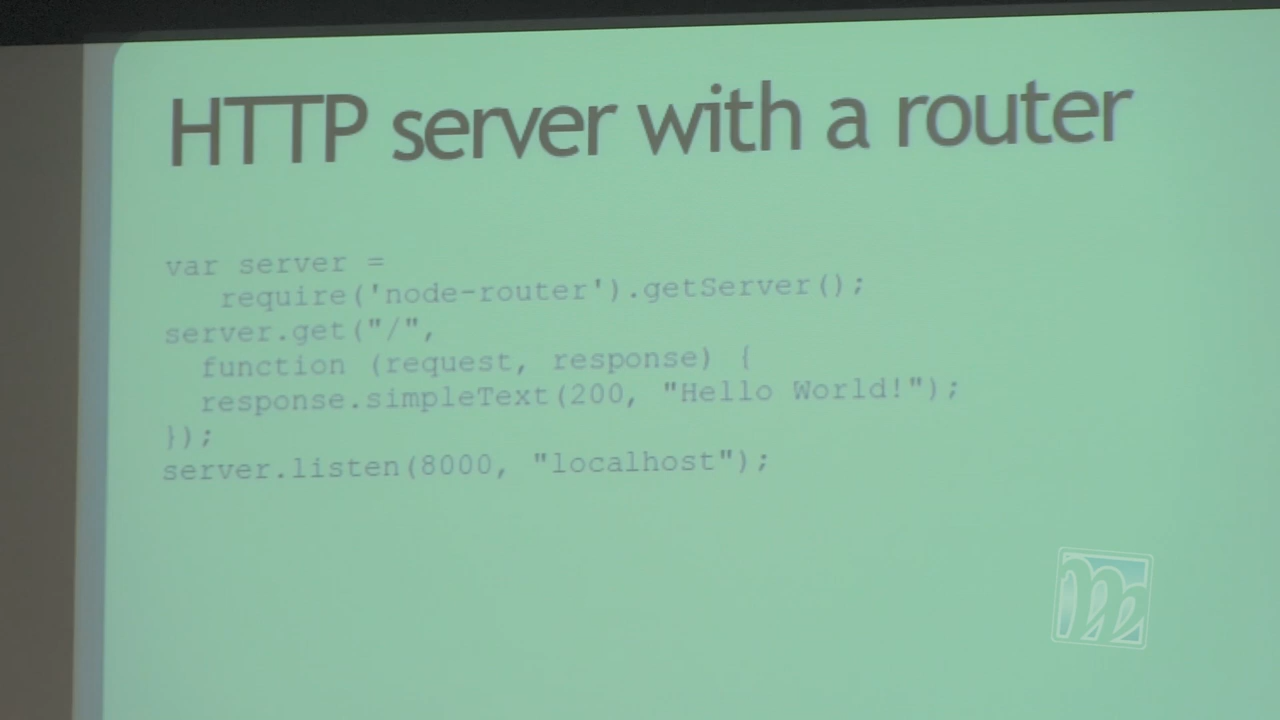 HTTP server with a router
var server =
require('node-router').getServer();
server.get("/",
function (request, response) {
response.simpleText(200, "Hello World!");
});
server.listen(8000, "localhost");